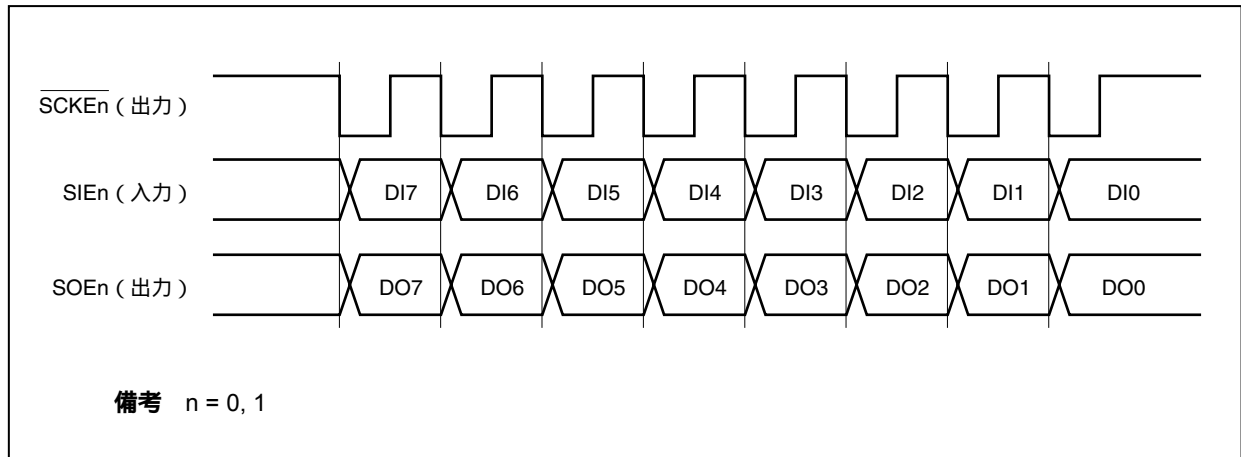 SCKEn（出力）
SIEn（入力） DI7 DI6 DI5 DI4 DI3 DI2 DI1 DI0
SOEn（出力） DO7 DO6 DO5 DO4 DO3 DO2 DO1 DO0
備考 n = 0, 1